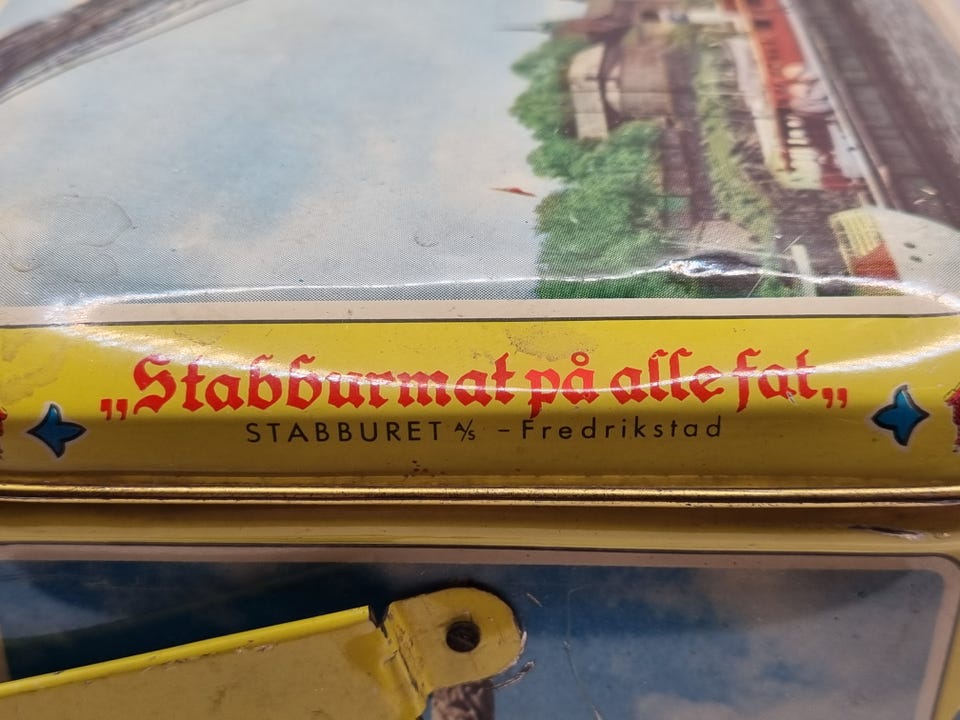 „Stabburmat på alle fat„
STABBURET A/S - Fredrikstad